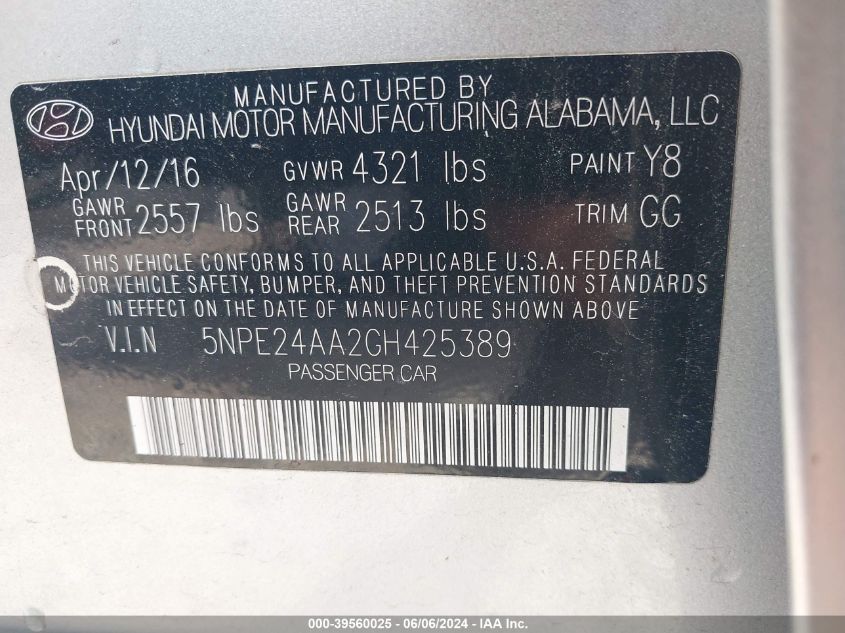 MANUFACTURED BY
HYUNDAI MOTOR MANUFACTURING ALABAMA, LLC
Apr/12/16 GVWR 4321 lbs PAINT Y8
GAWR FRONT 2557 lbs GAWR REAR 2513 lbs TRIM GG
THIS VEHICLE CONFORMS TO ALL APPLICABLE U.S.A. FEDERAL
MOTOR VEHICLE SAFETY, BUMPER, AND THEFT PREVENTION STANDARDS
IN EFFECT ON THE DATE OF MANUFACTURE SHOWN ABOVE
V.I.N 5NPE24AA2GH425389
PASSENGER CAR
000-39560025 - 06/06/2024 - IAA Inc.